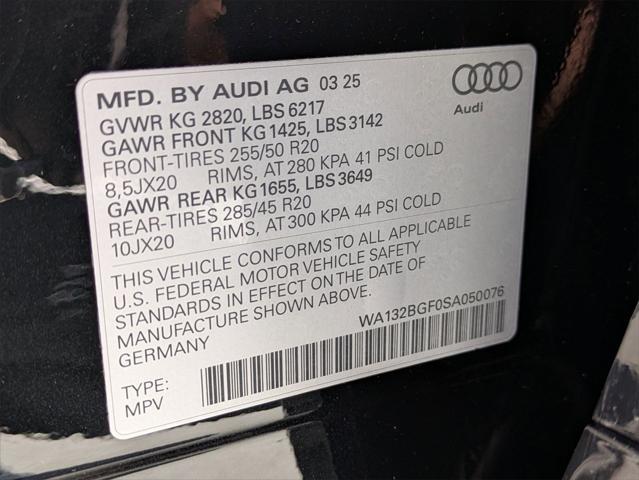 MFD. BY AUDI AG 03 25
Audi
GVWR KG 2820, LBS 6217
GAWR FRONT KG 1425, LBS 3142
FRONT-TIRES 255/50 R20
8,5JX20 RIMS, AT 280 KPA 41 PSI COLD
GAWR REAR KG 1655, LBS 3649
REAR-TIRES 285/45 R20
10JX20 RIMS, AT 300 KPA 44 PSI COLD
THIS VEHICLE CONFORMS TO ALL APPLICABLE
U.S. FEDERAL MOTOR VEHICLE SAFETY
STANDARDS IN EFFECT ON THE DATE OF
MANUFACTURE SHOWN ABOVE.
GERMANY
WA132BGF0SA050076
TYPE:
MPV